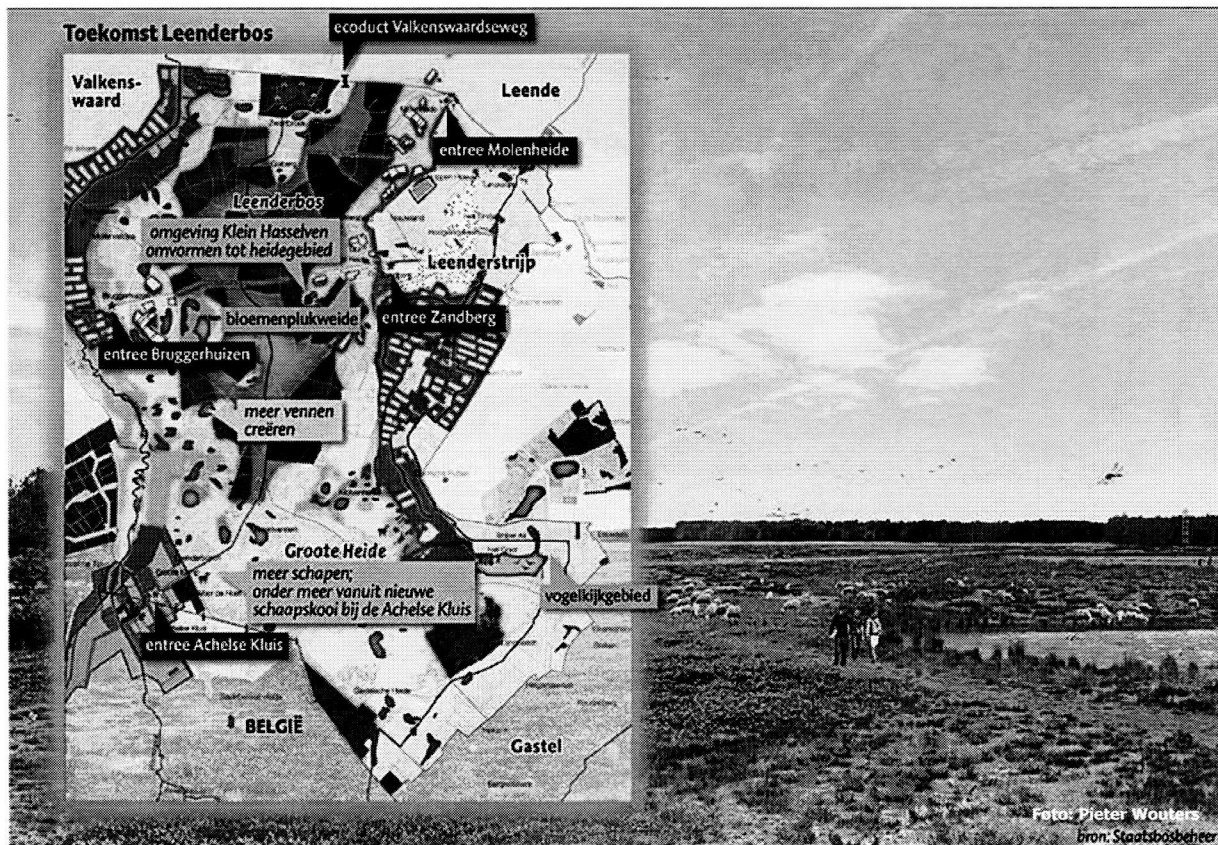 Toekomst Leenderbos
ecoduct Valkenswaardseweg
Valkens-
waard
Leende
entree Molenheide
Leenderbos
omgeving Klein Hasselven
omvormen tot heidegebied
Leenderstrijp
bloemenplukweide
entree Zandberg
entree Bruggerhuizen
meer vennen
creëren
Groote Heide
meer schapen;
onder meer vanuit nieuwe
schaapskooi bij de Achelse Kluis
vogelkijkgebied
entree Achelse Kluis
BELGIË
Gastel
Foto: Pieter Wouters
bron: Staatsbosbeheer